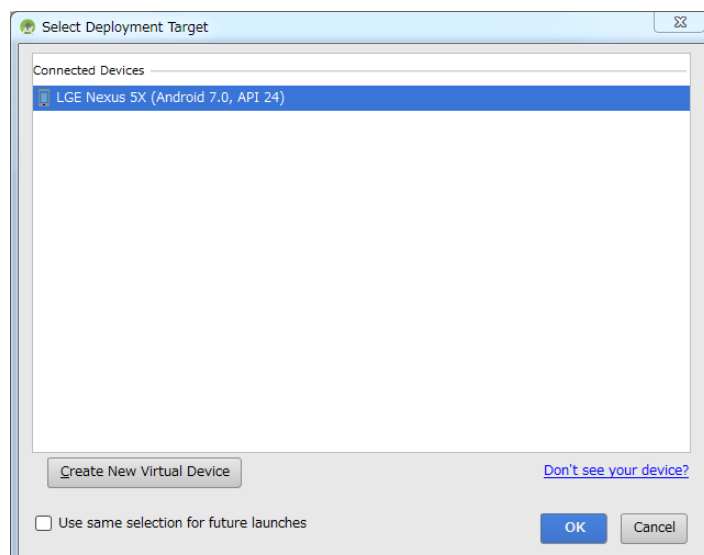 Select Deployment Target
Connected Devices
LGE Nexus 5X (Android 7.0, API 24)
Create New Virtual Device
Don't see your device?
Use same selection for future launches
OK
Cancel